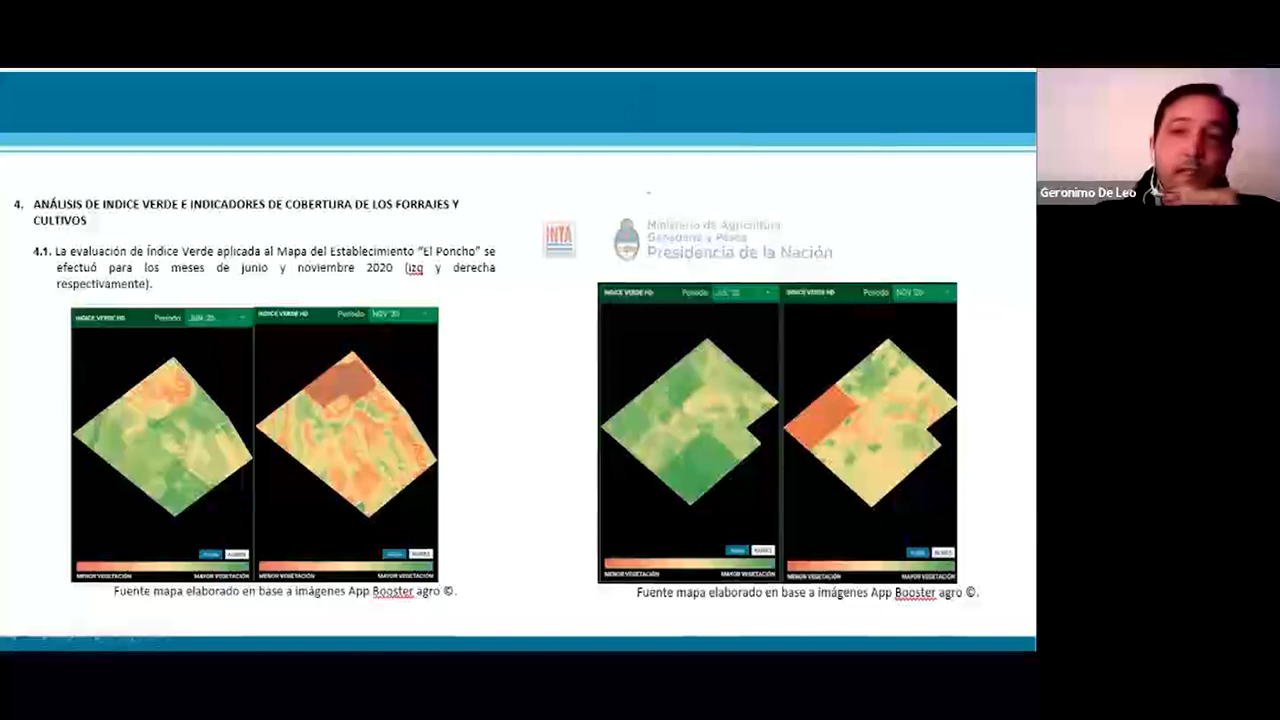 4. ANÁLISIS DE INDICE VERDE E INDICADORES DE COBERTURA DE LOS FORRAJES Y
CULTIVOS
4.1. La evaluación de Índice Verde aplicada al Mapa del Establecimiento “El Poncho” se
efectuó para los meses de junio y noviembre 2020 (izq y derecha
respectivamente).
INTA
Ministerio de Agricultura
Ganadería y Pesca
Presidencia de la Nación
Geronimo De Leo
INDICE VERDE HD Periodo JUN '20
INDICE VERDE HD Periodo NOV '20
MENOR VEGETACIÓN MAYOR VEGETACIÓN
MENOR VEGETACIÓN MAYOR VEGETACIÓN
Fuente mapa elaborado en base a imágenes App Booster agro ©.
INDICE VERDE HD Periodo
INDICE VERDE HD Periodo NOV '20
MENOR VEGETACIÓN MAYOR VEGETACIÓN
MENOR VEGETACIÓN MAYOR VEGETACIÓN
Fuente mapa elaborado en base a imágenes App Booster agro ©.